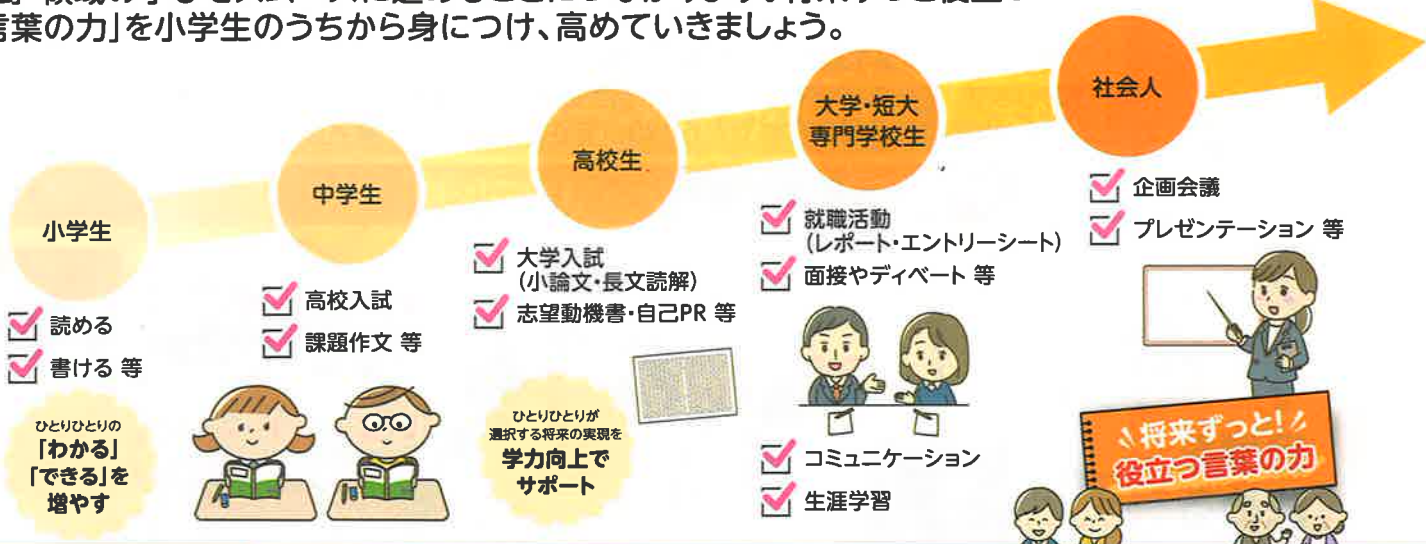 言葉の力」を小学生のうちから身につけ、高めていきましょう。
小学生
読める
書ける 等
ひとりひとりの
「わかる」
「できる」を
増やす
中学生
高校入試
課題作文 等
高校生
大学入試
(小論文・長文読解)
志望動機書・自己PR 等
ひとりひとりが
選択する将来の実現を
学力向上で
サポート
大学・短大
専門学校生
就職活動
(レポート・エントリーシート)
面接やディベート 等
コミュニケーション
生涯学習
社会人
企画会議
プレゼンテーション 等
将来ずっと!
役立つ言葉の力